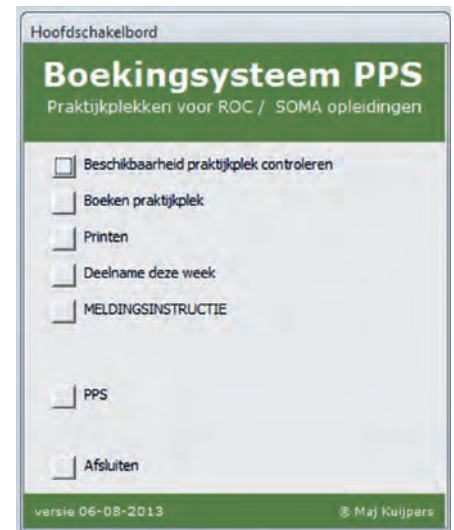 Hoofdschakelbord
Boekingsysteem PPS
Praktijkplekken voor ROC / SOMA opleidingen
Beschikbaarheid praktijkplek controleren
Boeken praktijkplek
Printen
Deelname deze week
MELDINGSINSTRUCTIE
PPS
Afsluiten
versie 06-08-2013
® Maj Kuijpers